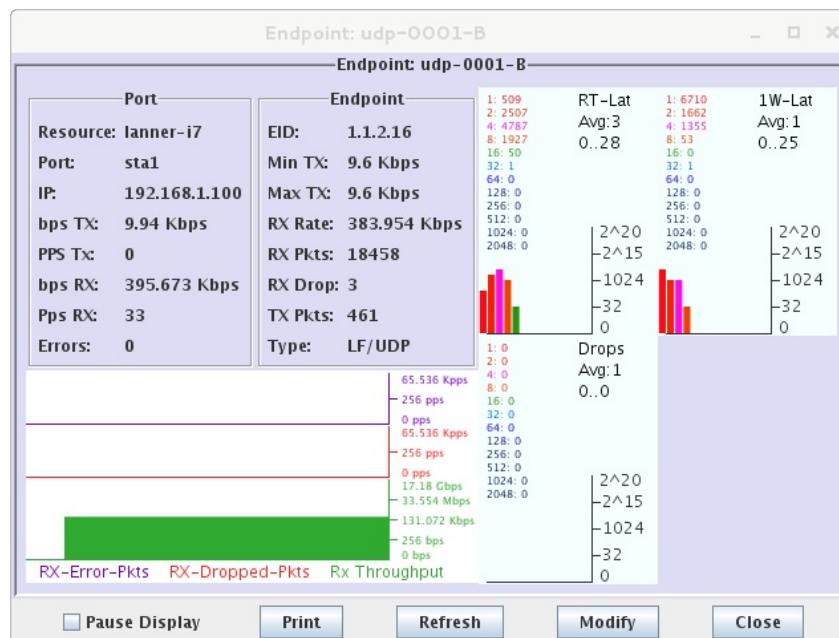 Endpoint: udp-0001-B
Endpoint: udp-0001-B
Port
Resource: lanner-i7
Port: sta1
IP: 192.168.1.100
bps TX: 9.94 Kbps
PPS Tx: 0
bps RX: 395.673 Kbps
Pps RX: 33
Errors: 0
Endpoint
EID: 1.1.2.16
Min TX: 9.6 Kbps
Max TX: 9.6 Kbps
RX Rate: 383.954 Kbps
RX Pkts: 18458
RX Drop: 3
TX Pkts: 461
Type: LF/UDP
1: 509
2: 2507
4: 4787
8: 1927
16: 50
32: 1
64: 0
128: 0
256: 0
512: 0
1024: 0
2048: 0
RT-Lat
Avg:3
0..28
2^20
2^15
1024
32
0
1: 6710
2: 1662
4: 1355
8: 53
16: 0
32: 1
64: 0
128: 0
256: 0
512: 0
1024: 0
2048: 0
1W-Lat
Avg:1
0..25
2^20
2^15
1024
32
0
65.536 Kpps
256 pps
0 pps
65.536 Kpps
256 pps
0 pps
17.18 Gbps
33.554 Mbps
131.072 Kbps
256 bps
0 bps
RX-Error-Pkts RX-Dropped-Pkts Rx Throughput
1: 0
2: 0
4: 0
8: 0
16: 0
32: 0
64: 0
128: 0
256: 0
512: 0
1024: 0
2048: 0
Drops
Avg:1
0..0
2^20
2^15
1024
32
0
Pause Display
Print
Refresh
Modify
Close